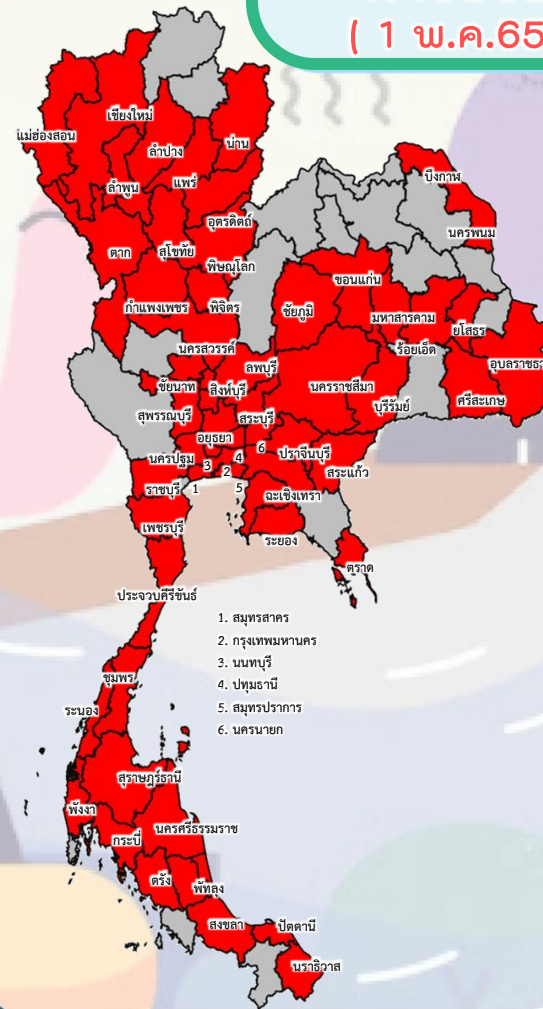 ( 1 พ.ค.65
เชียงใหม่
แม่ฮ่องสอน
น่าน
ลำปาง
แพร่
ลำพูน
บึงกาฬ
อุตรดิตถ์
นครพนม
ตาก
สุโขทัย
พิษณุโลก
ขอนแก่น
กำแพงเพชร
พิจิตร
ชัยภูมิ
มหาสารคาม
ยโสธร
นครสวรรค์
ร้อยเอ็ด
ลพบุรี
อุบลราชธา
ชัยนาท
สิงห์บุรี
นครราชสีมา
บุรีรัมย์
ศรีสะเกษ
สุพรรณบุรี
สระบุรี
อยุธยา
6
ปราจีนบุรี
นครปฐม
3
4
2
สระแก้ว
ราชบุรี
1
5
ฉะเชิงเทรา
เพชรบุรี
ระยอง
ตราด
ประจวบคีรีขันธ์
1. สมุทรสาคร
2. กรุงเทพมหานคร
3. นนทบุรี
4. ปทุมธานี
5. สมุทรปราการ
6. นครนายก
ชุมพร
ระนอง
สุราษฎร์ธานี
พังงา
นครศรีธรรมราช
กระบี่
ตรัง
พัทลุง
สงขลา
ปัตตานี
นราธิวาส